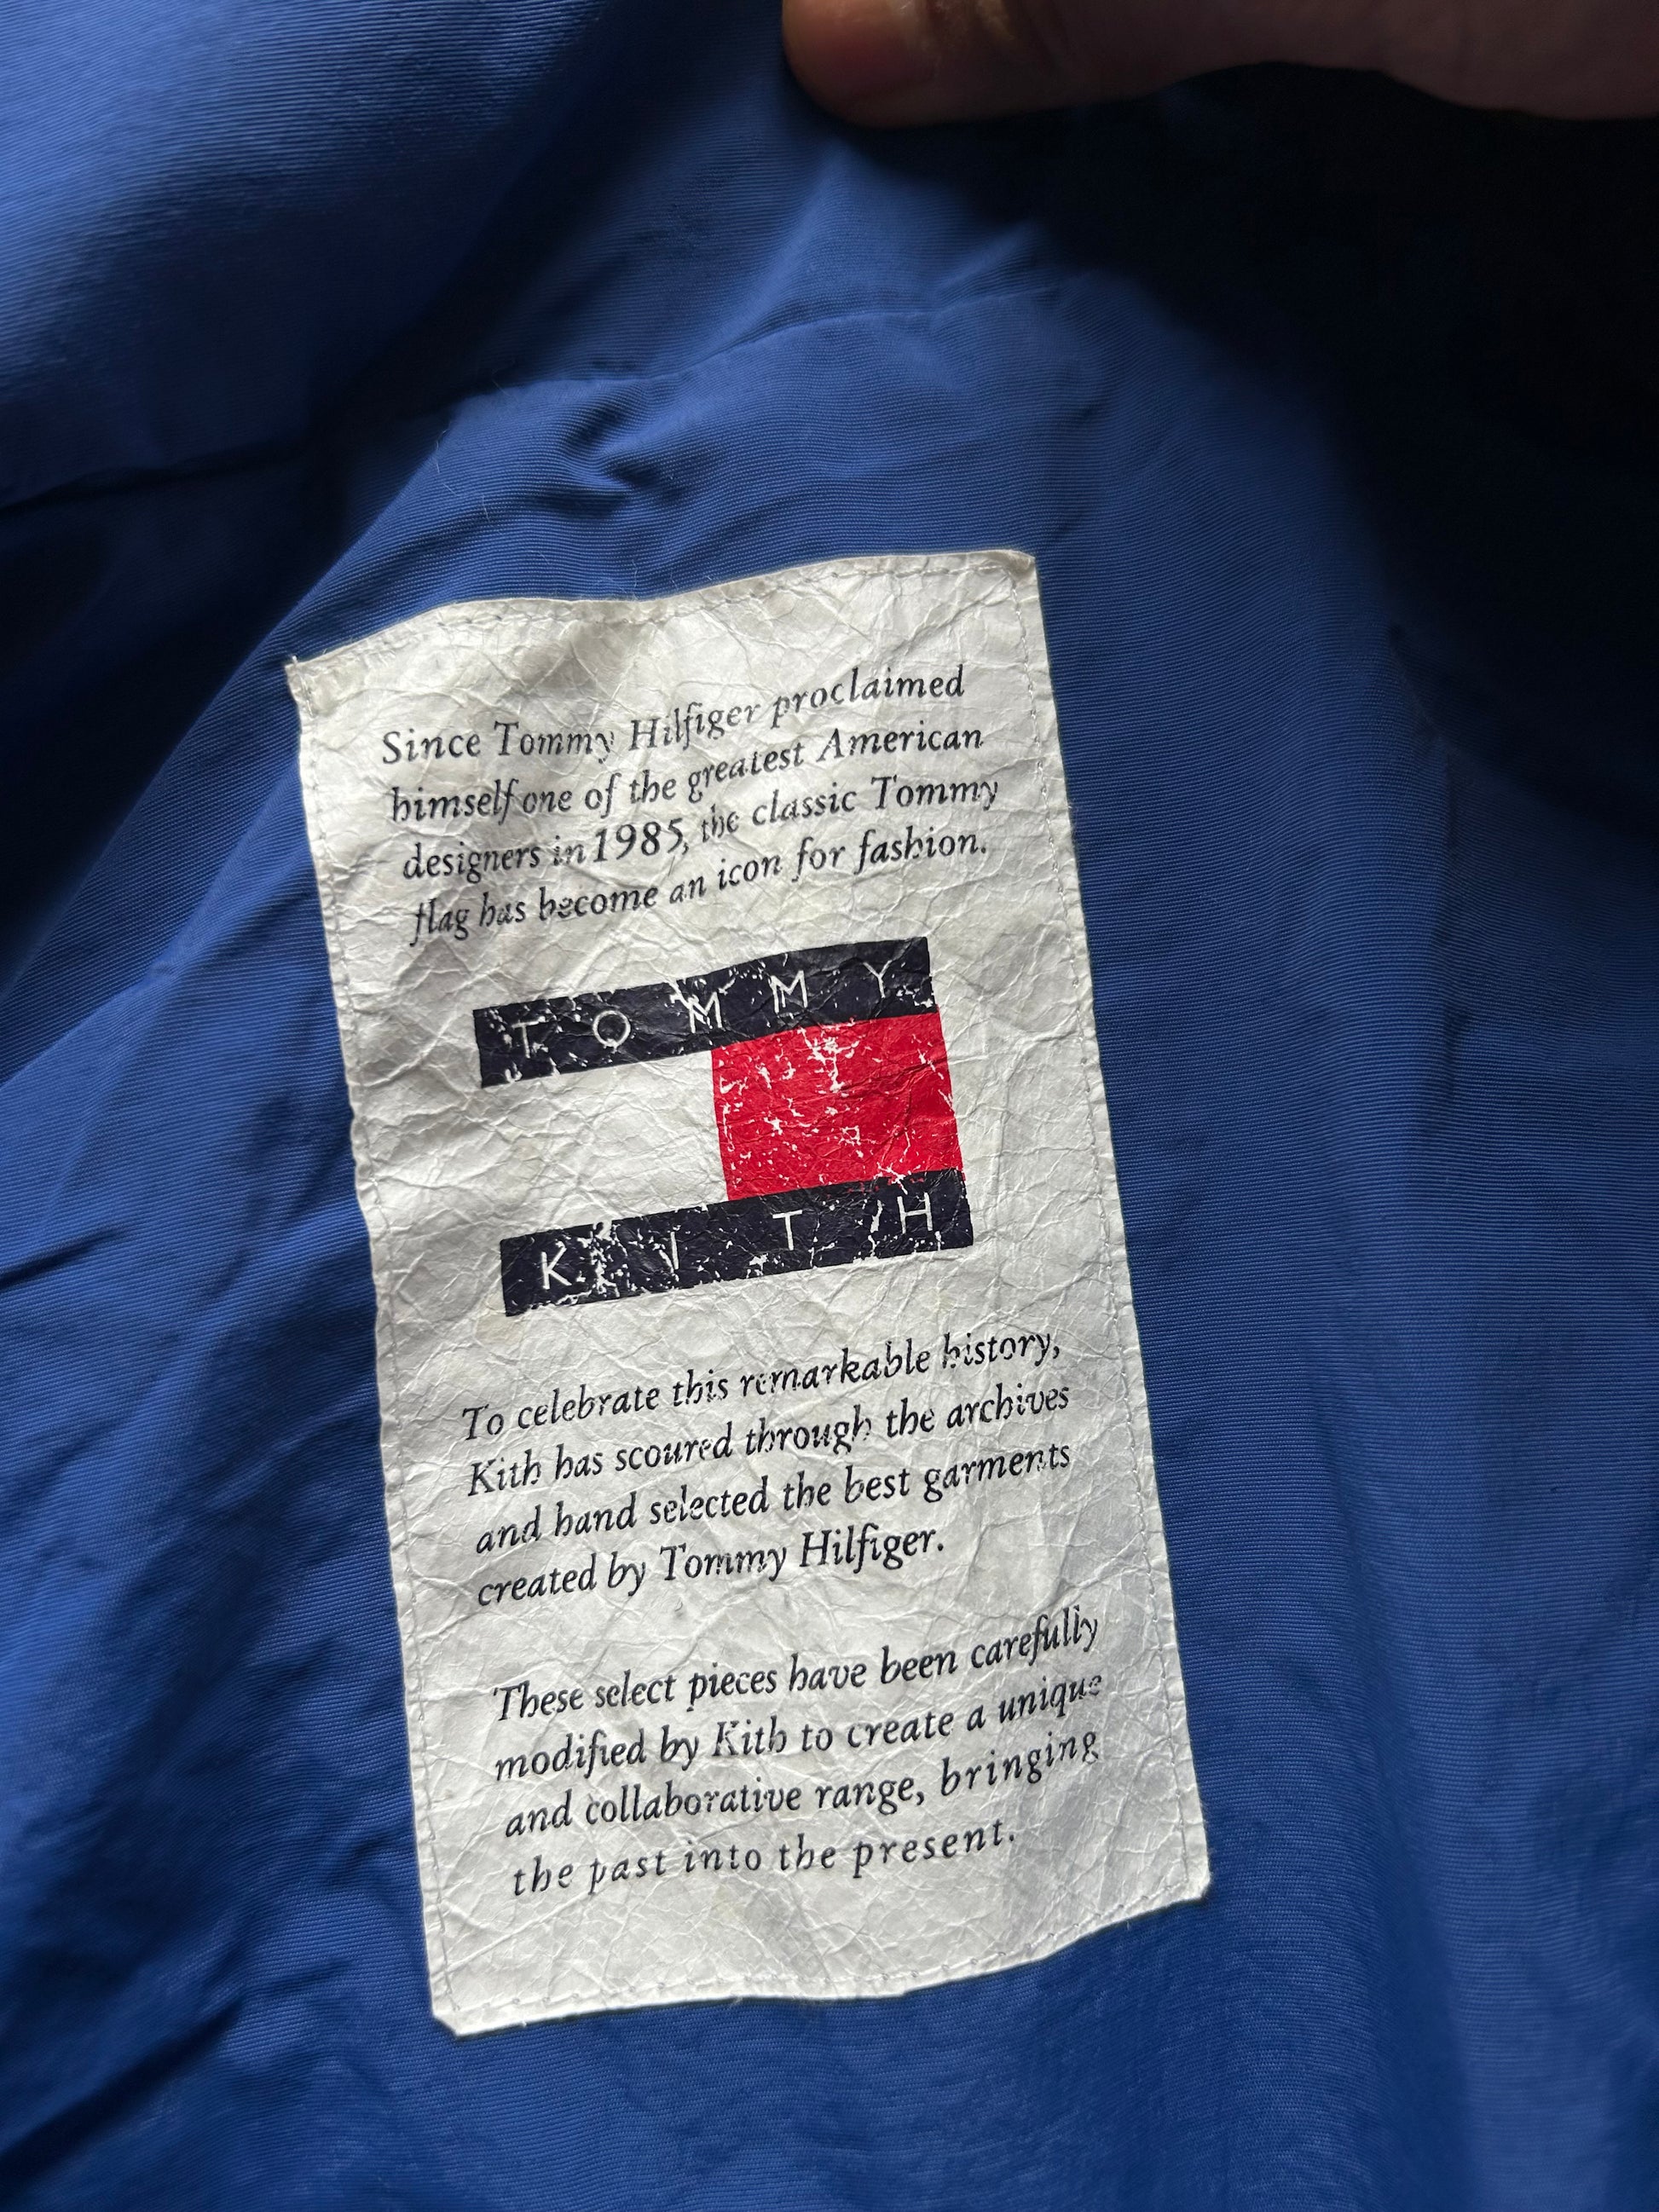 Since Tommy Hilfiger proclaimed
himself one of the greatest American
designers in 1985, the classic Tommy
flag has become an icon for fashion.
TOMMY
KITH
To celebrate this remarkable history,
Kith has scoured through the archives
and hand selected the best garments
created by Tommy Hilfiger.
These select pieces have been carefully
modified by Kith to create a unique
and collaborative range, bringing
the past into the present.